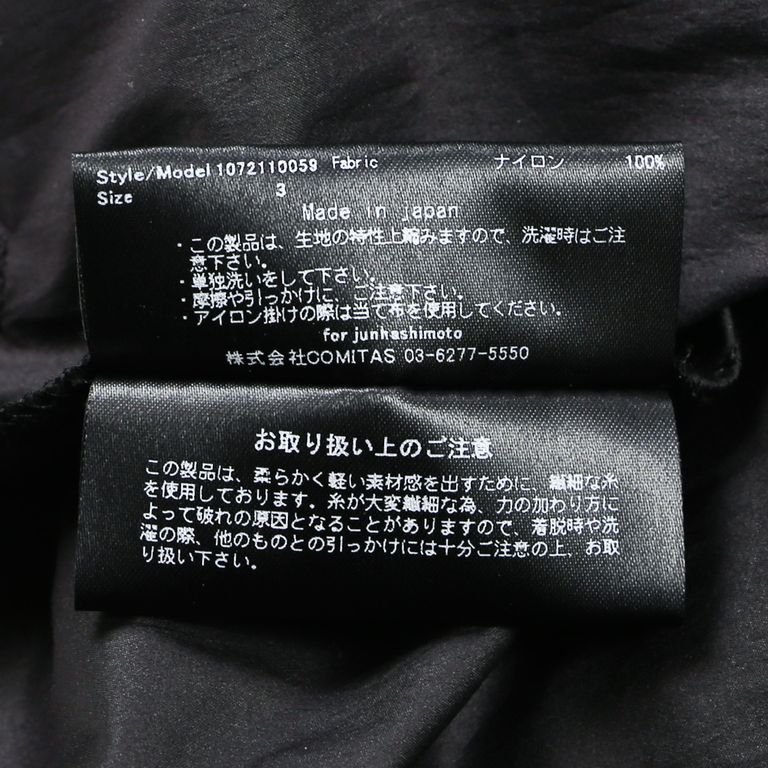 Style/Model 1072110059 Fabric ナイロン 100%
Size 3
Made in japan
・この製品は、生地の特性上縮みますので、洗濯時はご注
意下さい。
・単独洗いをして下さい。
・摩擦や引っかけに、ご注意下さい。
・アイロン掛けの際は当て布を使用してください。
for junhashimoto
株式会社COMITAS 03-6277-5550
お取り扱い上のご注意
この製品は、柔らかく軽い素材感を出すために、繊細な糸
を使用しております。糸が大変繊細な為、力の加わり方に
よって破れの原因となることがありますので、着脱時や洗
濯の際、他のものとの引っかけには十分ご注意の上、お取
り扱い下さい。